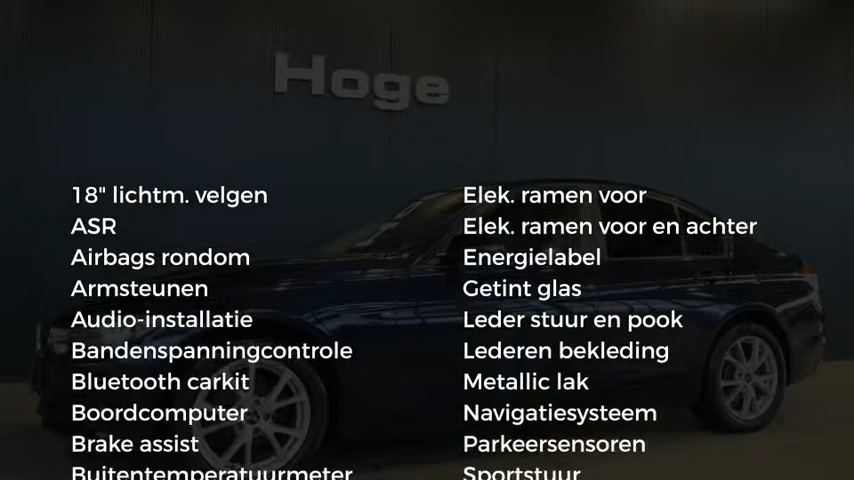 Hoge
18" lichtm. velgen
ASR
Airbags rondom
Armsteunen
Audio-installatie
Bandenspanningcontrole
Bluetooth carkit
Boordcomputer
Brake assist
Buitentemperatuurmeter
Elek. ramen voor
Elek. ramen voor en achter
Energielabel
Getint glas
Leder stuur en pook
Lederen bekleding
Metallic lak
Navigatiesysteem
Parkeersensoren
Sportstuur